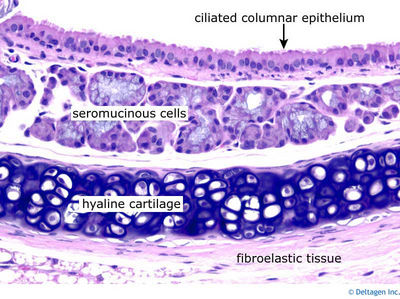 ciliated columnar epithelium
seromucinous cells
hyaline cartilage
fibroelastic tissue
© Deltagen Inc.